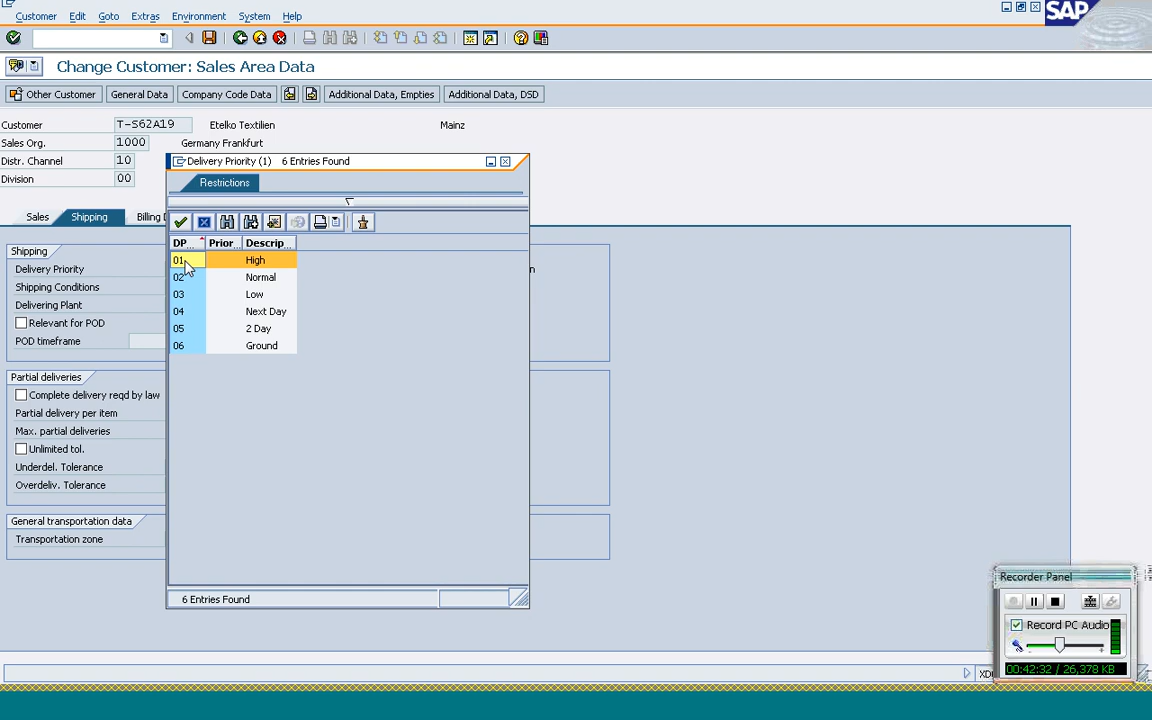 Customer Edit Goto Extras Environment System Help
SAP
Change Customer: Sales Area Data
Other Customer General Data Company Code Data Additional Data, Empties Additional Data, DSD
Customer T-S62A19 Etelko Textilien Mainz
Sales Org. 1000 Germany Frankfurt
Distr. Channel 10
Division 00
Delivery Priority (1) 6 Entries Found
Restrictions
Sales Shipping Billing
DP... Prior... Descrip...
01 High
02 Normal
03 Low
04 Next Day
05 2 Day
06 Ground
6 Entries Found
Shipping
Delivery Priority
Shipping Conditions
Delivering Plant
Relevant for POD
POD timeframe
Partial deliveries
Complete delivery reqd by law
Partial delivery per item
Max. partial deliveries
Unlimited tol.
Underdel. Tolerance
Overdeliv. Tolerance
General transportation data
Transportation zone
Recorder Panel
Record PC Audio
00:42:32 / 26,378 KB